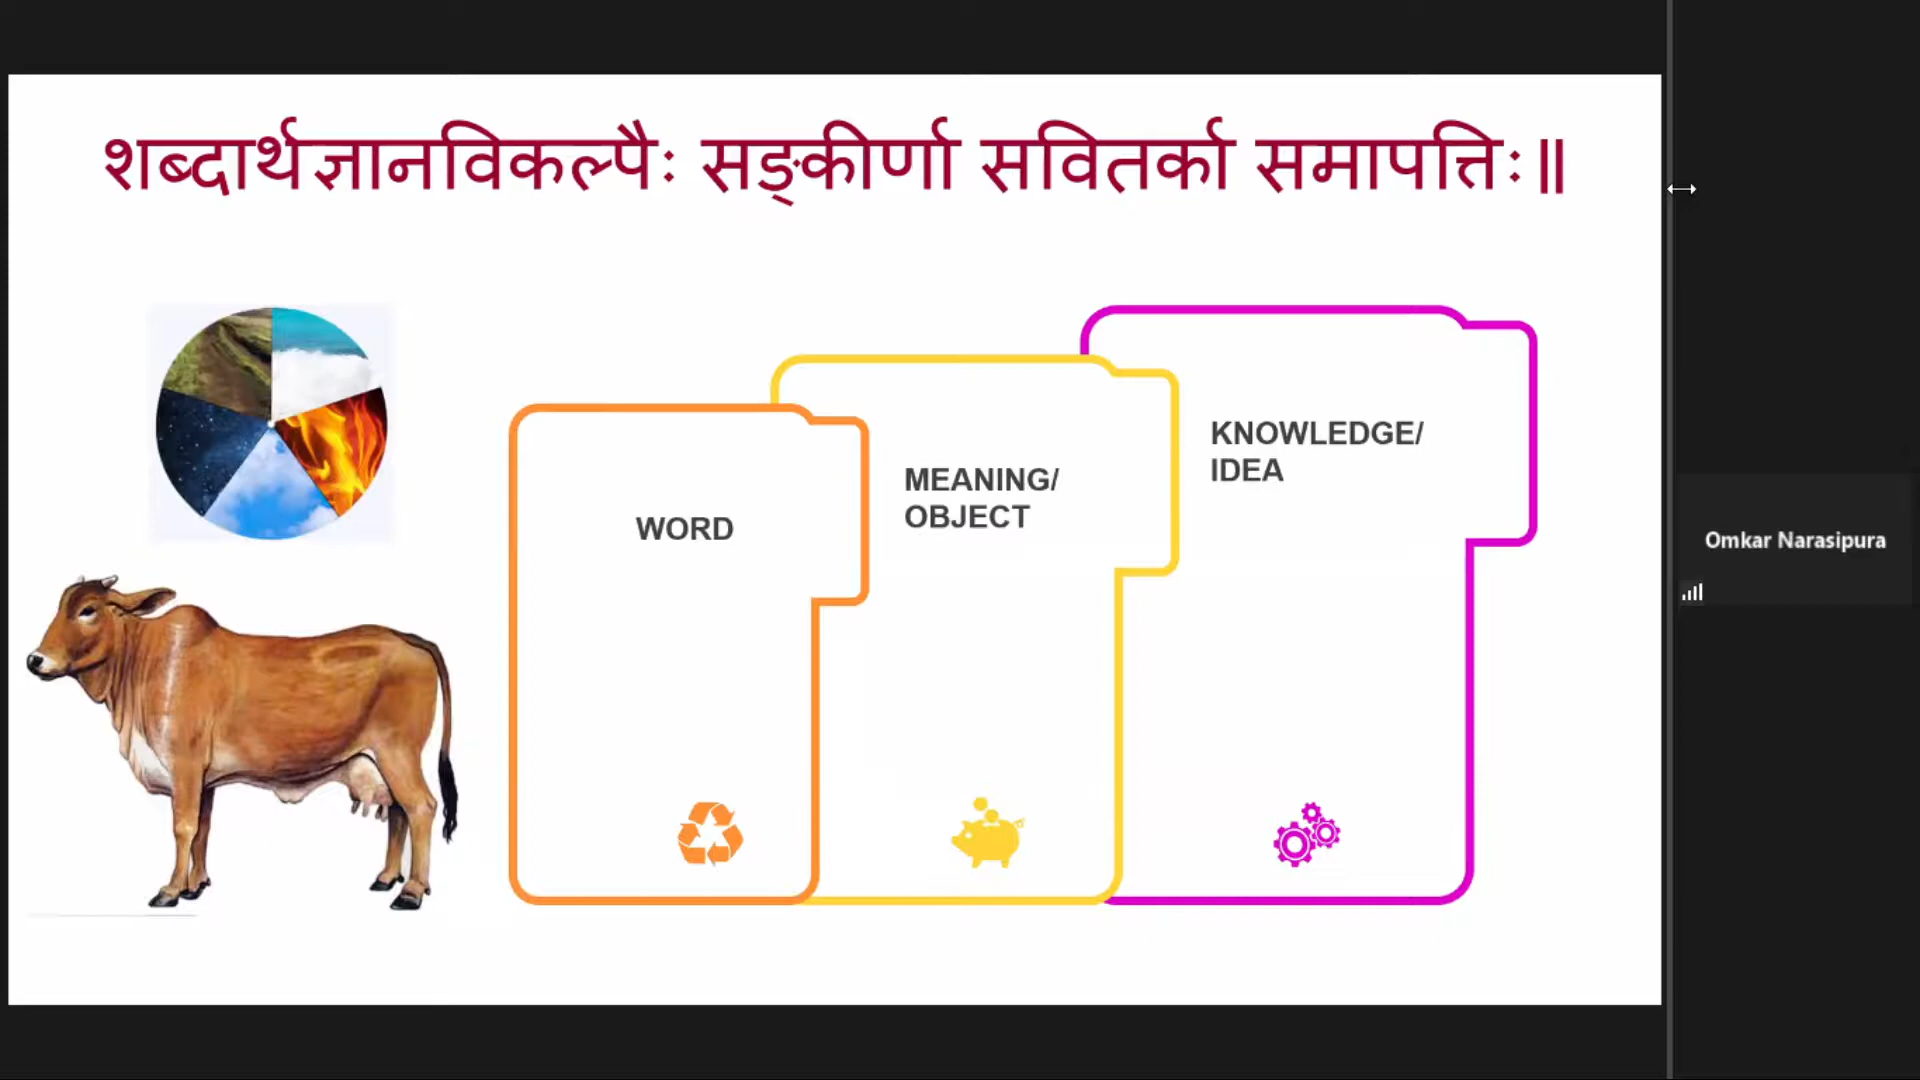 शब्दार्थज्ञानविकल्पैः सङ्कीर्णा सवितर्का समापत्तिः॥
KNOWLEDGE/
IDEA
MEANING/
OBJECT
WORD
Omkar Narasipura